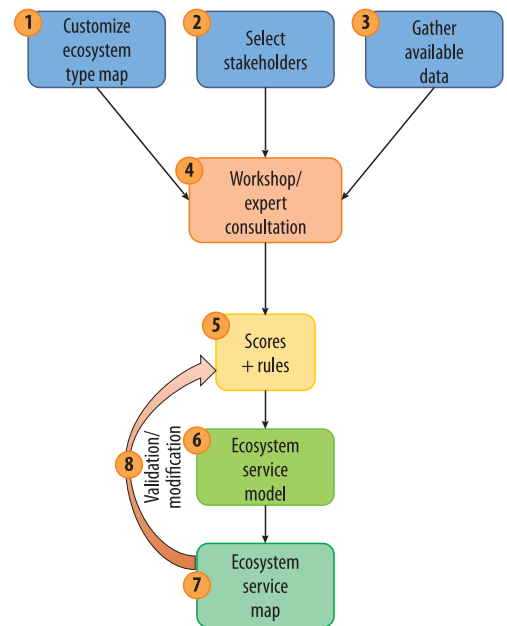 1
Customize
ecosystem
type map
2
Select
stakeholders
3
Gather
available
data
4
Workshop/
expert
consultation
5
Scores
+ rules
6
Ecosystem
service
model
8
Validation/
modification
7
Ecosystem
service
map